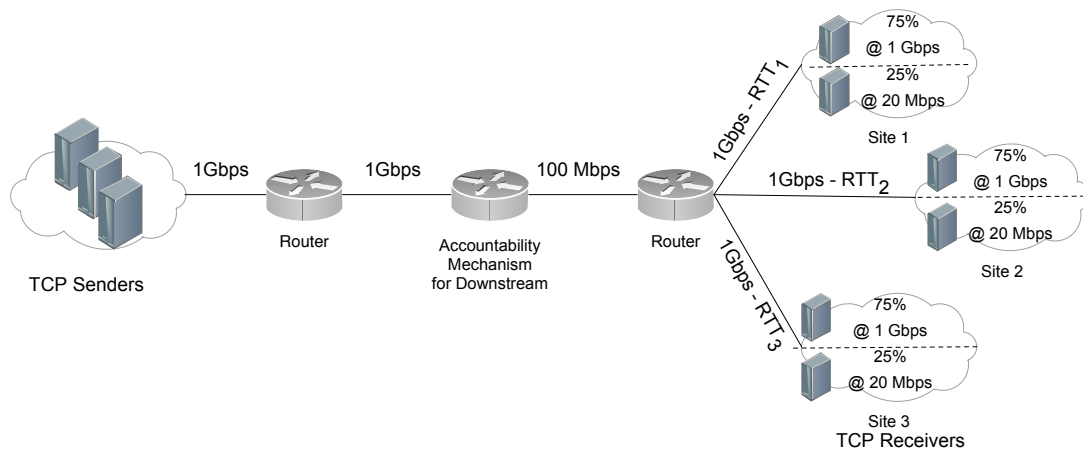 TCP Senders
1Gbps
Router
1Gbps
Accountability
Mechanism
for Downstream
100 Mbps
Router
1Gbps - RTT1
75%
@ 1 Gbps
25%
@ 20 Mbps
Site 1
1Gbps - RTT2
75%
@ 1 Gbps
25%
@ 20 Mbps
Site 2
1Gbps - RTT3
75%
@ 1 Gbps
25%
@ 20 Mbps
Site 3
TCP Receivers